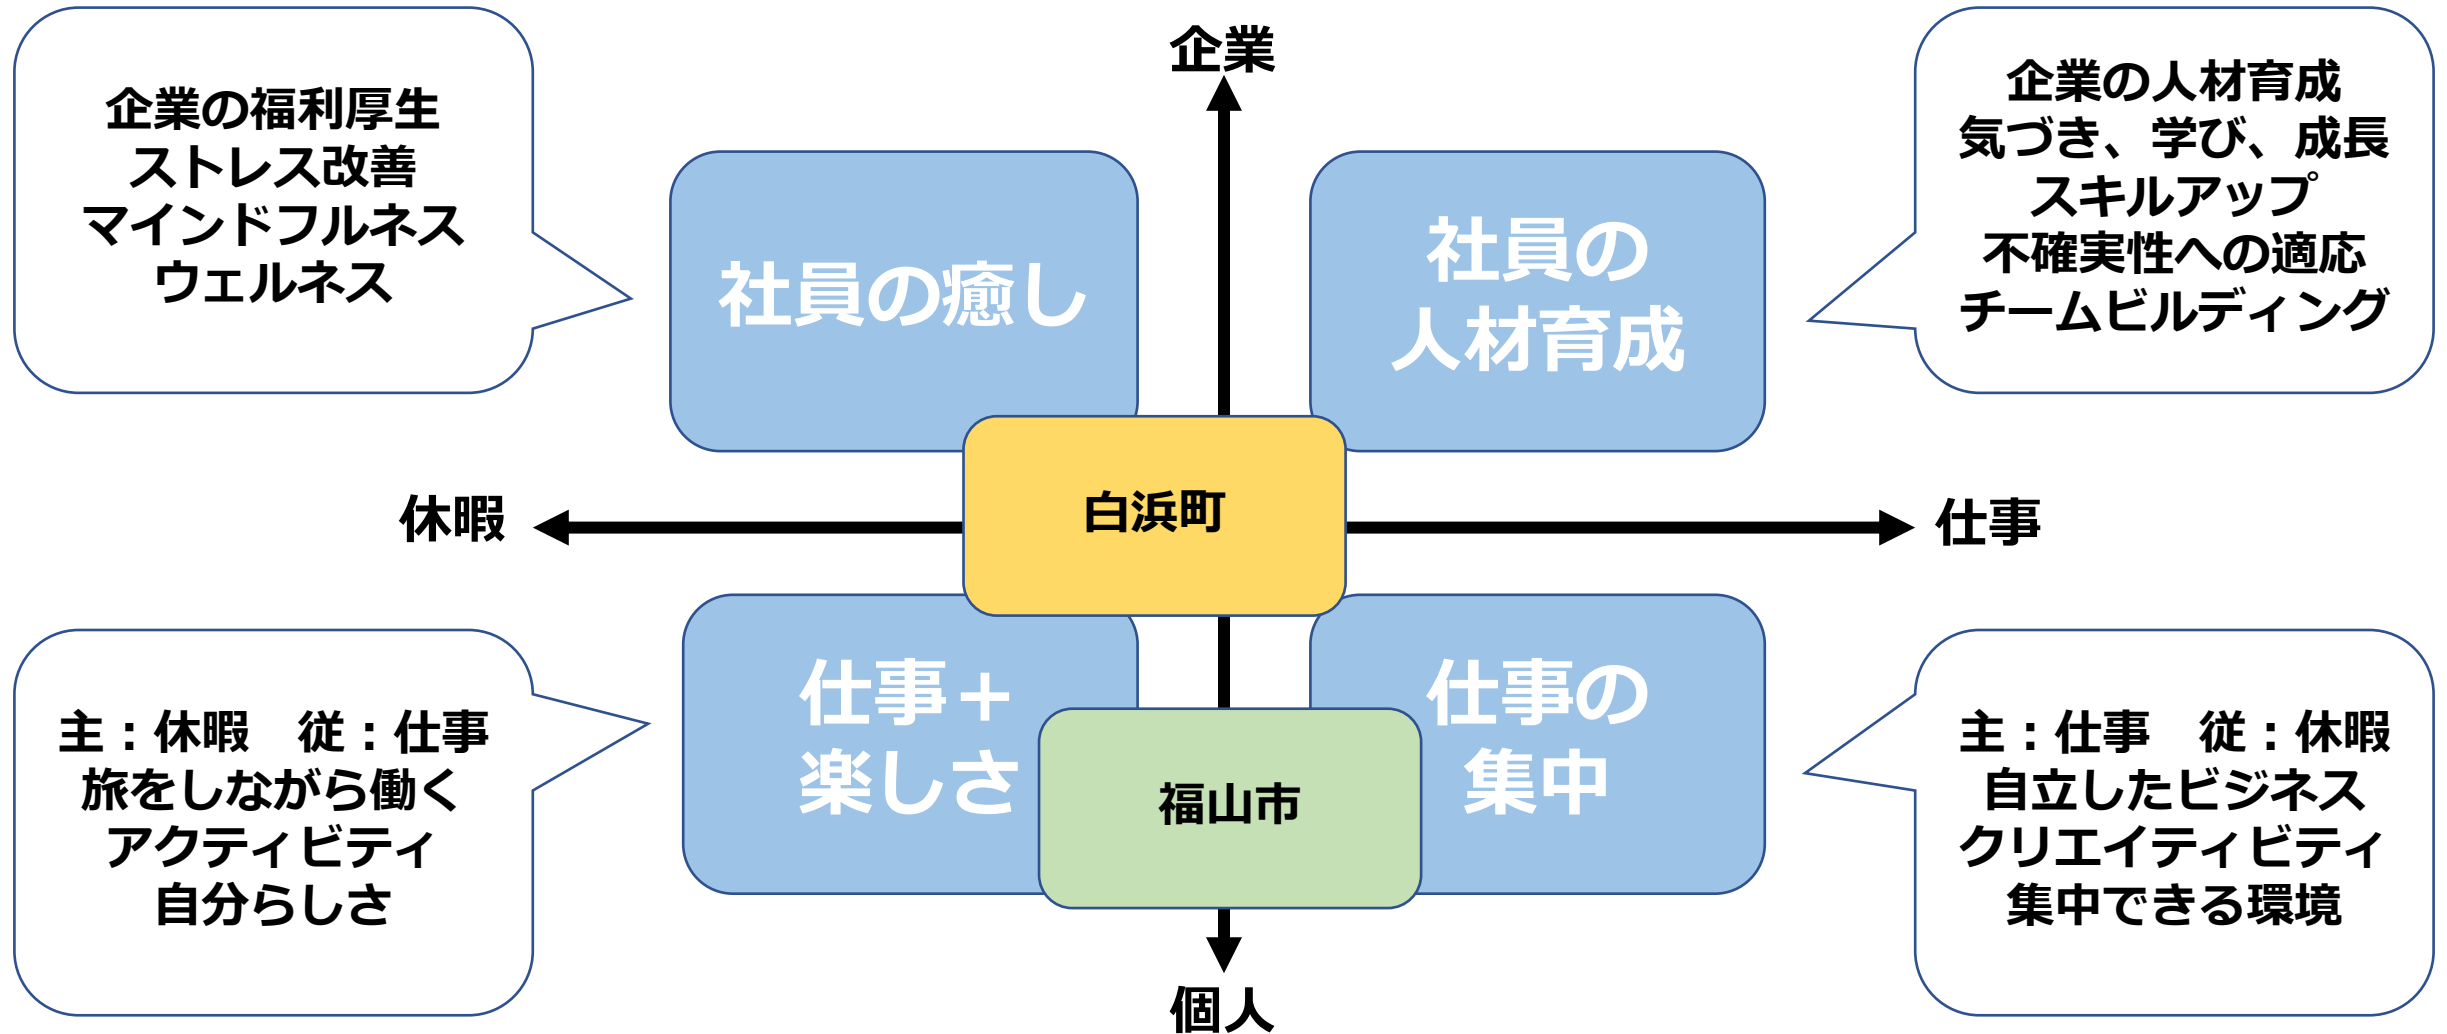 企業
企業の福利厚生
ストレス改善
マインドフルネス
ウェルネス
社員の癒し
社員の
人材育成
企業の人材育成
気づき、学び、成長
スキルアップ
不確実性への適応
チームビルディング
休暇
白浜町
仕事
主：休暇　従：仕事
旅をしながら働く
アクティビティ
自分らしさ
仕事＋
楽しさ
福山市
仕事の
集中
主：仕事　従：休暇
自立したビジネス
クリエイティビティ
集中できる環境
個人